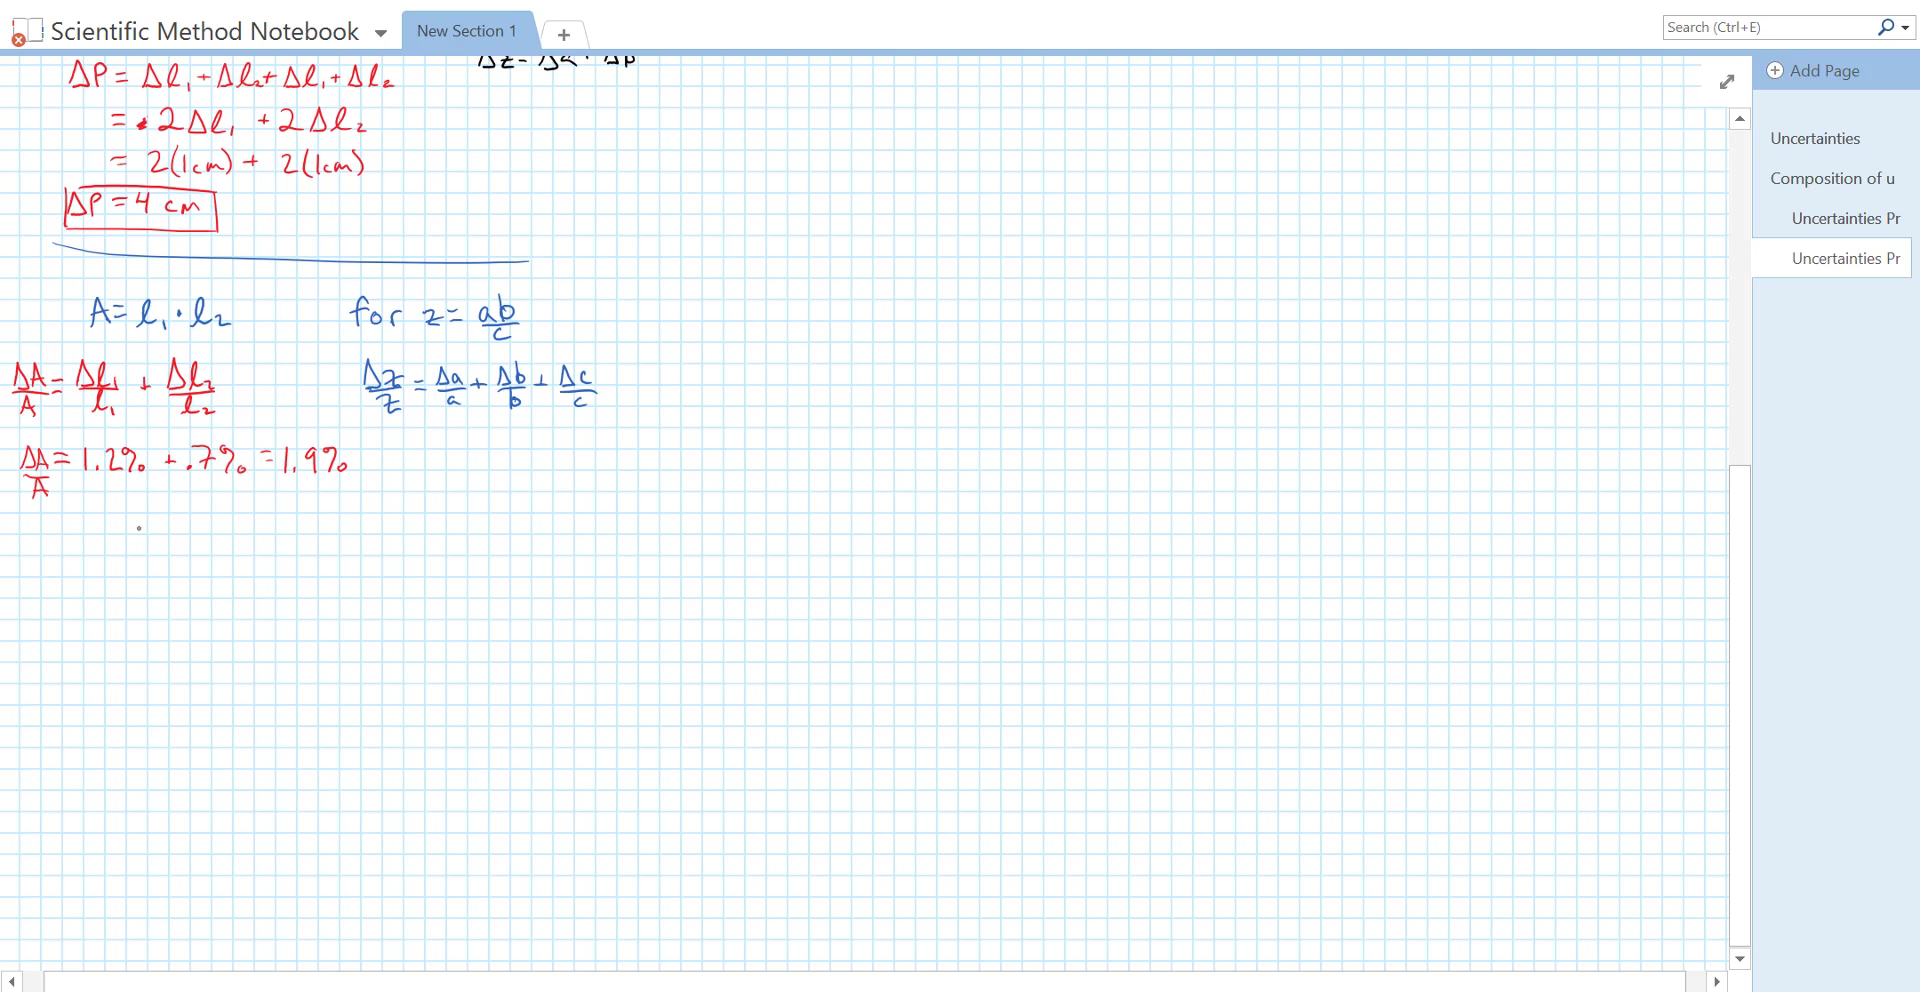 Scientific Method Notebook
New Section 1
+
Search (Ctrl+E)
Add Page
Uncertainties
Composition of u
Uncertainties Pr
Uncertainties Pr
ΔP = Δl₁ + Δl₂ + Δl₁ + Δl₂
= 2Δl₁ + 2Δl₂
= 2(1cm) + 2(1cm)
ΔP = 4 cm
A = l₁ · l₂
ΔA/A = Δl₁/l₁ + Δl₂/l₂
ΔA/A = 1.2% + .7% = 1.9%
for z = ab/c
Δz/z = Δa/a + Δb/b + Δc/c